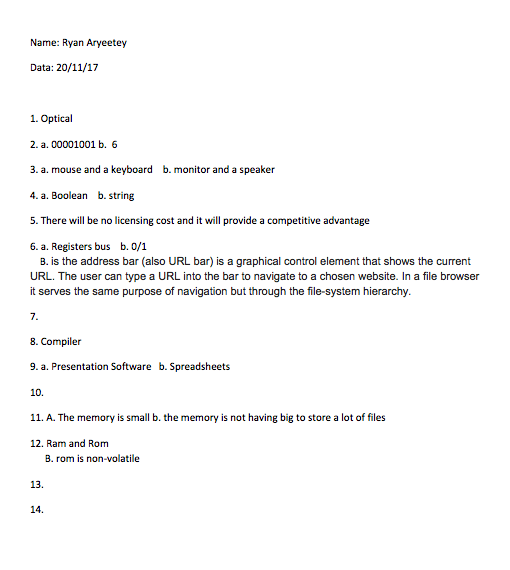 Name: Ryan Aryeetey
Data: 20/11/17
1. Optical
2. a. 00001001 b. 6
3. a. mouse and a keyboard b. monitor and a speaker
4. a. Boolean b. string
5. There will be no licensing cost and it will provide a competitive advantage
6. a. Registers bus b. 0/1
B. is the address bar (also URL bar) is a graphical control element that shows the current
URL. The user can type a URL into the bar to navigate to a chosen website. In a file browser
it serves the same purpose of navigation but through the file-system hierarchy.
7.
8. Compiler
9. a. Presentation Software b. Spreadsheets
10.
11. A. The memory is small b. the memory is not having big to store a lot of files
12. Ram and Rom
B. rom is non-volatile
13.
14.